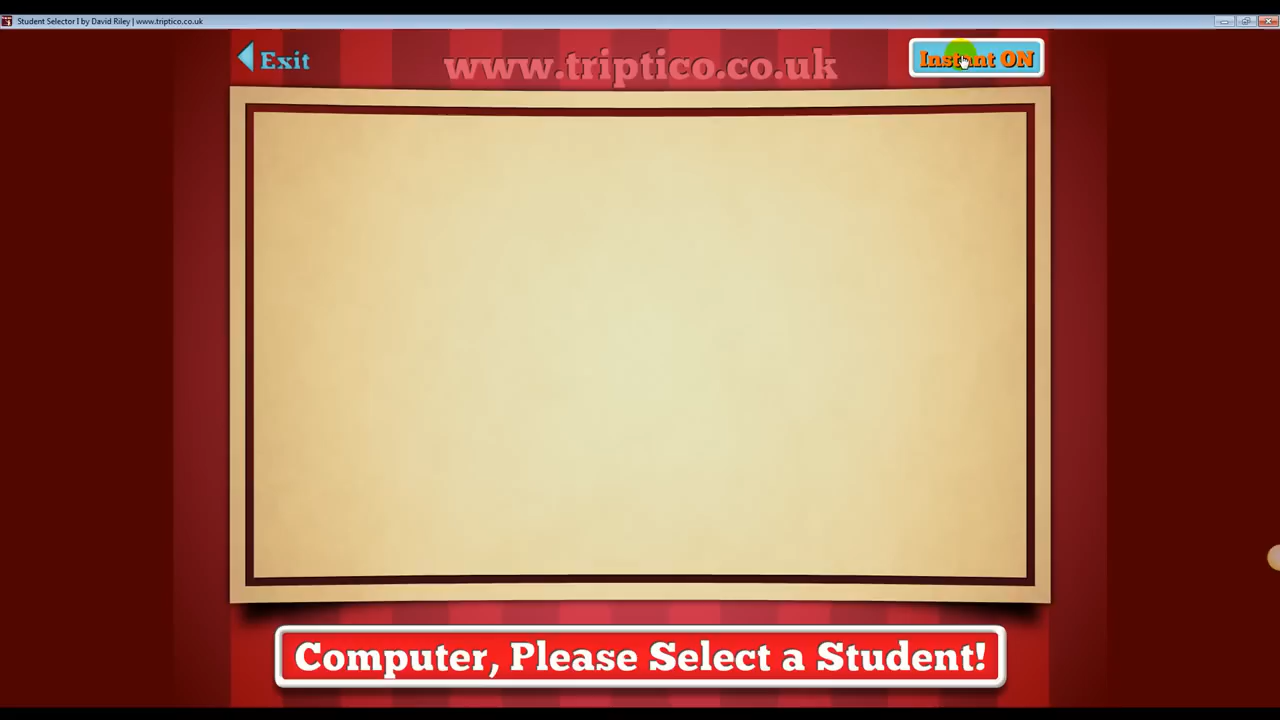 Student Selector I by David Riley | www.triptico.co.uk
Exit
www.triptico.co.uk
Instant ON
Computer, Please Select a Student!